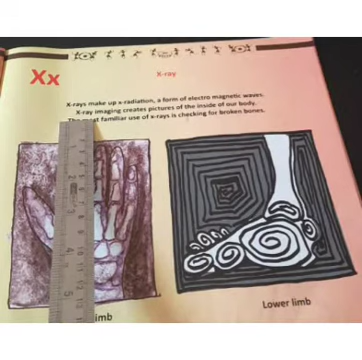 Xx
X-ray
X-rays make up x-radiation, a form of electro magnetic waves.
X-ray imaging creates pictures of the inside of our body.
The most familiar use of x-rays is checking for broken bones.
limb
Lower limb